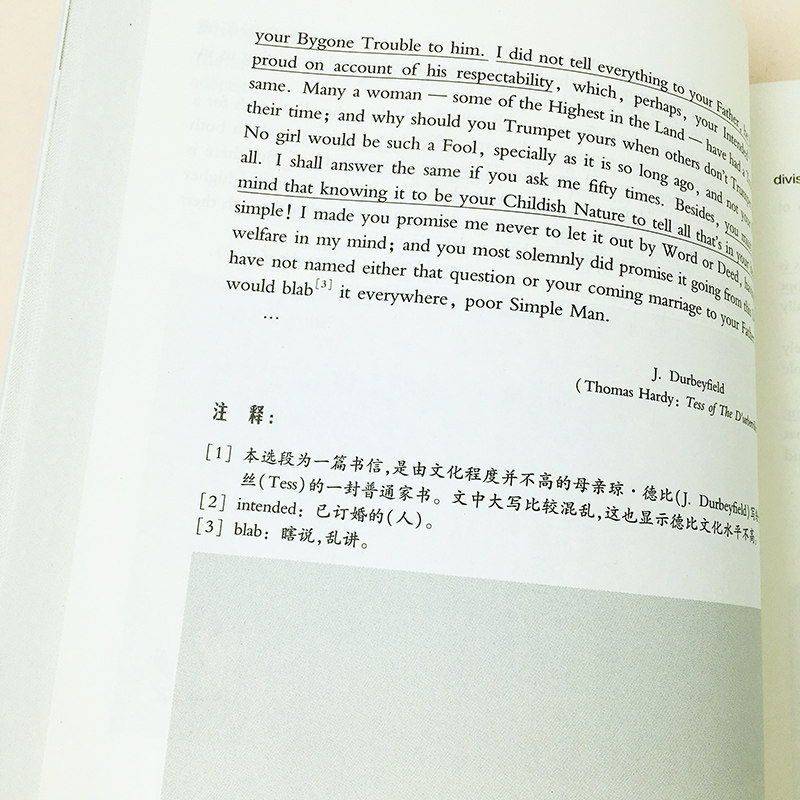 your Bygone Trouble to him. I did not tell everything to your Father,
proud on account of his respectability, which, perhaps, your Intended
same. Many a woman — some of the Highest in the Land — have had a
their time; and why should you Trumpet yours when others don't Trumpet
No girl would be such a Fool, specially as it is so long ago, and not your
all. I shall answer the same if you ask me fifty times. Besides, you must
mind that knowing it to be your Childish Nature to tell all that's in your
simple! I made you promise me never to let it out by Word or Deed,
welfare in my mind; and you most solemnly did promise it going from this
have not named either that question or your coming marriage to your Father
would blab[3] it everywhere, poor Simple Man.
…
J. Durbeyfield
(Thomas Hardy: Tess of The
注 释:
[1] 本选段为一篇书信,是由文化程度并不高的母亲琼·德比(J. Durbeyfield)写给
丝(Tess)的一封普通家书。文中大写比较混乱,这也显示德比文化水平不高。
[2] intended: 已订婚的(人)。
[3] blab: 瞎说,乱讲。
divis